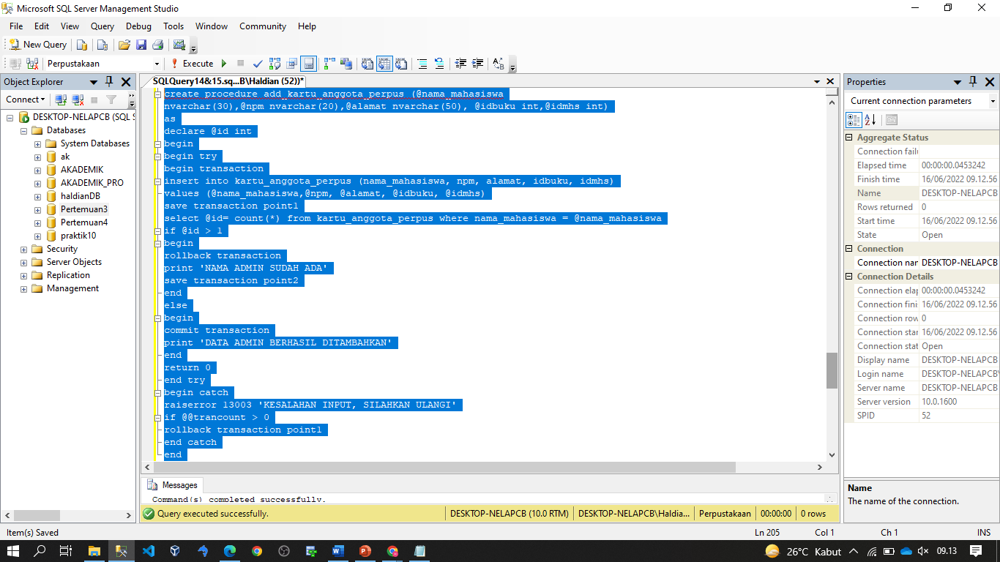 Microsoft SQL Server Management Studio
File Edit View Query Debug Tools Window Community Help
New Query
Perpustakaan Execute
Object Explorer
Connect
DESKTOP-NELAPCB (SQL S
Databases
System Databases
ak
AKADEMIK
AKADEMIK_PRO
haldianDB
Pertemuan3
Pertemuan4
praktik10
Security
Server Objects
Replication
Management
SQLQuery14&15.sq...B\Haldian (52))*
create procedure add_kartu_anggota_perpus (@nama_mahasiswa
nvarchar(30),@npm nvarchar(20),@alamat nvarchar(50), @idbuku int,@idmhs int)
as
declare @id int
begin
begin try
begin transaction
insert into kartu_anggota_perpus (nama_mahasiswa, npm, alamat, idbuku, idmhs)
values (@nama_mahasiswa,@npm, @alamat, @idbuku, @idmhs)
save transaction point1
select @id= count(*) from kartu_anggota_perpus where nama_mahasiswa = @nama_mahasiswa
if @id > 1
begin
rollback transaction
print 'NAMA ADMIN SUDAH ADA'
save transaction point2
end
else
begin
commit transaction
print 'DATA ADMIN BERHASIL DITAMBAHKAN'
end
return 0
end try
begin catch
raiserror 13003 'KESALAHAN INPUT, SILAHKAN ULANGI'
if @@trancount > 0
rollback transaction point1
end catch
end
Messages
Command(s) completed successfully.
Query executed successfully. DESKTOP-NELAPCB (10.0 RTM) DESKTOP-NELAPCB\Haldia... Perpustakaan 00:00:00 0 rows
Properties
Current connection parameters
Aggregate Status
Connection failu
Elapsed time 00:00:00.0453242
Finish time 16/06/2022 09.12.56
Name DESKTOP-NELAPCB
Rows returned 0
Start time 16/06/2022 09.12.56
State Open
Connection
Connection nar DESKTOP-NELAPCB
Connection Details
Connection elap 00:00:00.0453242
Connection fini 16/06/2022 09.12.56
Connection row 0
Connection star 16/06/2022 09.12.56
Connection stat Open
Display name DESKTOP-NELAPCB
Login name DESKTOP-NELAPCB\
Server name DESKTOP-NELAPCB
Server version 10.0.1600
SPID 52
Name
The name of the connection.
Item(s) Saved Ln 205 Col 1 Ch 1 INS
26°C Kabut 09.13